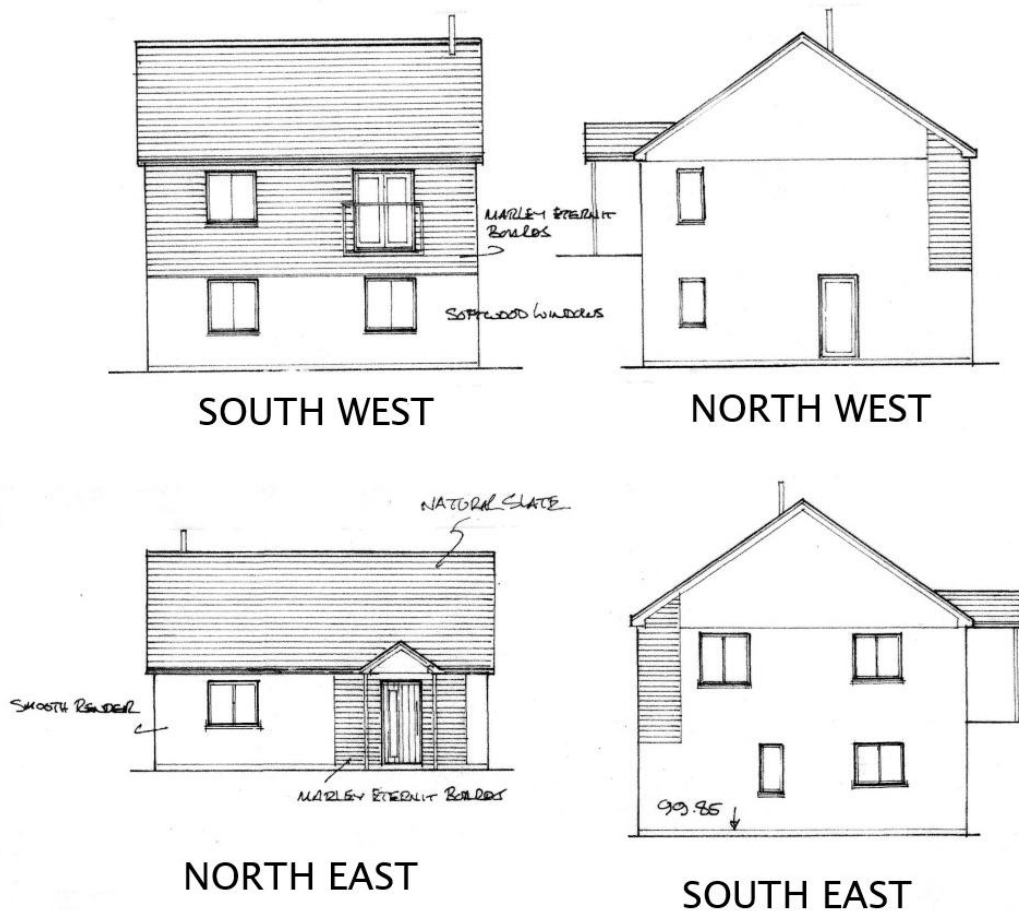 MARLEY ETERNIT
BOARDS
SOFTWOOD WINDOWS
SOUTH WEST
NORTH WEST
NATURAL SLATE
SMOOTH RENDER
MARLEY ETERNIT BOARDS
99.85
NORTH EAST
SOUTH EAST